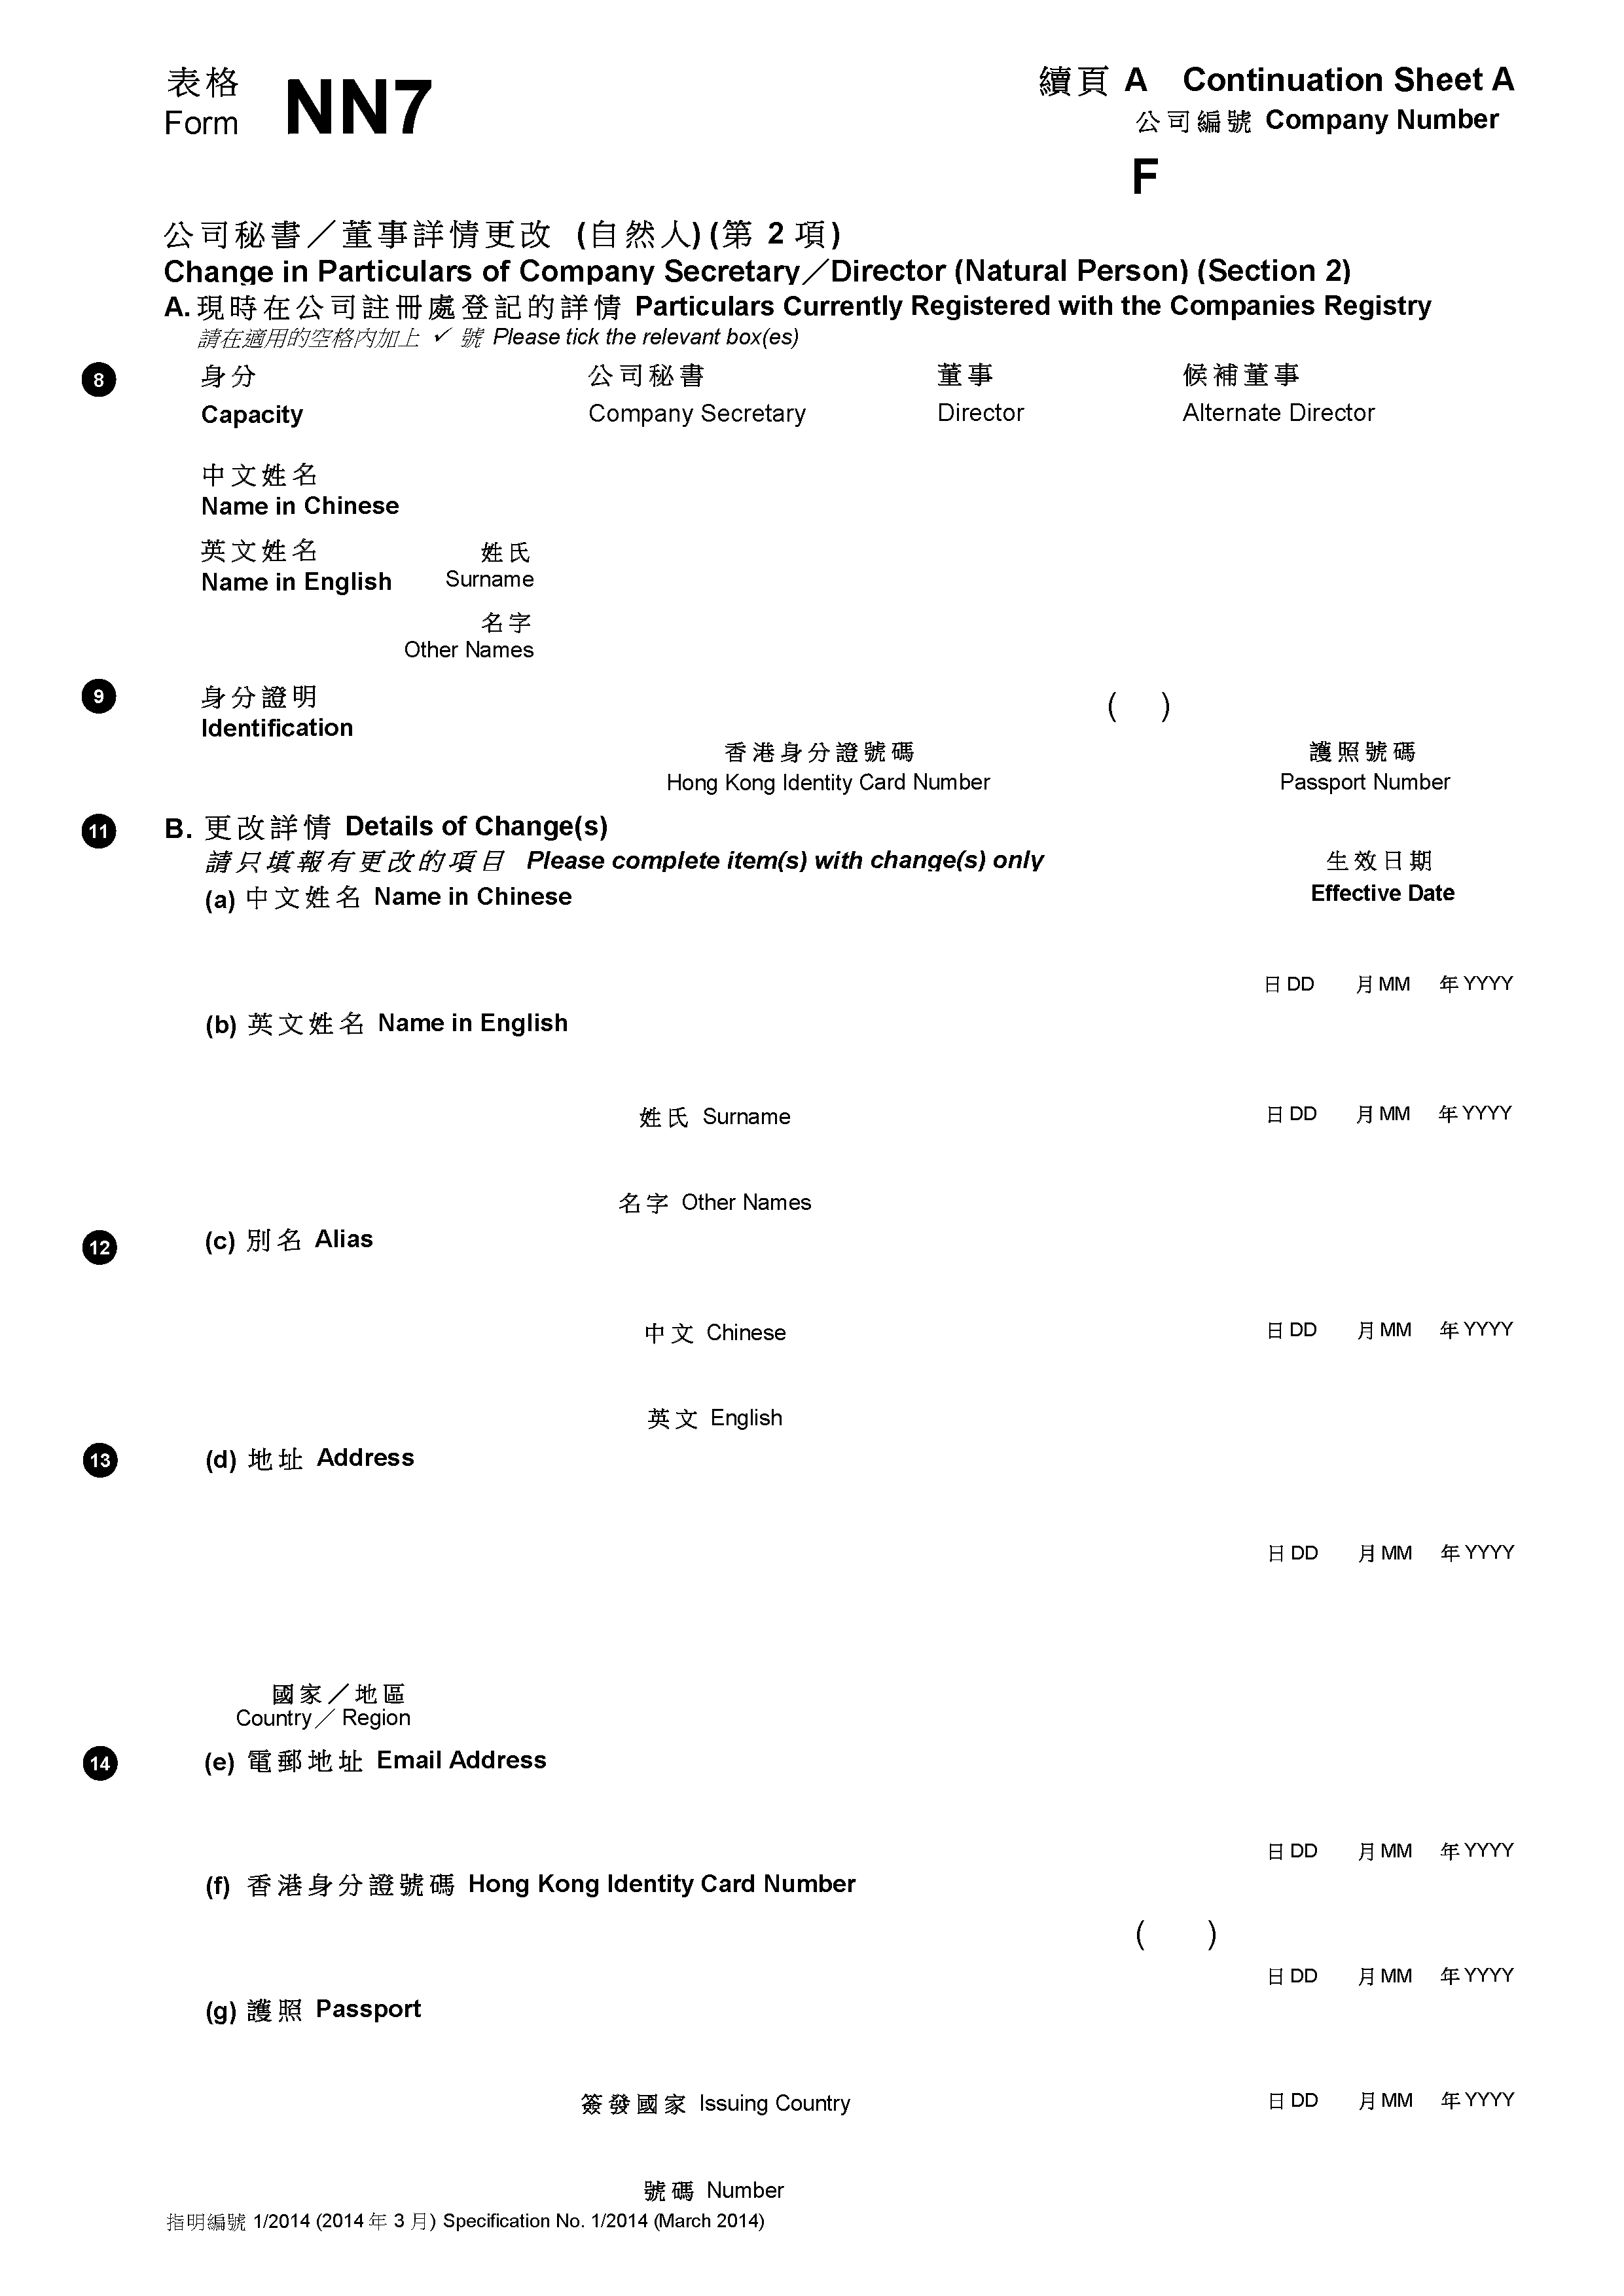 表格 Form NN7
續頁 A Continuation Sheet A
公司編號 Company Number
F
公司秘書／董事詳情更改 (自然人) (第 2 項)
Change in Particulars of Company Secretary／Director (Natural Person) (Section 2)
A. 現時在公司註冊處登記的詳情 Particulars Currently Registered with the Companies Registry
請在適用的空格內加上 ✓ 號 Please tick the relevant box(es)
8 身分 公司秘書 董事 候補董事
Capacity Company Secretary Director Alternate Director
中文姓名
Name in Chinese
英文姓名 姓氏
Name in English Surname
名字
Other Names
9 身分證明 ( )
Identification
香港身分證號碼 護照號碼
Hong Kong Identity Card Number Passport Number
11 B. 更改詳情 Details of Change(s)
請只填報有更改的項目 Please complete item(s) with change(s) only 生效日期
(a) 中文姓名 Name in Chinese Effective Date
日 DD 月 MM 年 YYYY
(b) 英文姓名 Name in English
姓氏 Surname 日 DD 月 MM 年 YYYY
名字 Other Names
12 (c) 別名 Alias
中文 Chinese 日 DD 月 MM 年 YYYY
英文 English
13 (d) 地址 Address
日 DD 月 MM 年 YYYY
國家／地區
Country／Region
14 (e) 電郵地址 Email Address
日 DD 月 MM 年 YYYY
(f) 香港身分證號碼 Hong Kong Identity Card Number
( )
日 DD 月 MM 年 YYYY
(g) 護照 Passport
簽發國家 Issuing Country 日 DD 月 MM 年 YYYY
號碼 Number
指明編號 1/2014 (2014 年 3 月) Specification No. 1/2014 (March 2014)